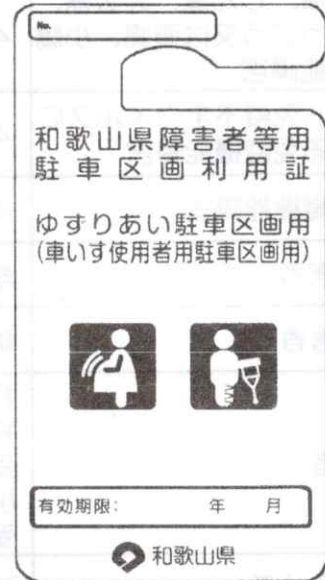 No.
和歌山県障害者等用
駐車区画利用証
ゆずりあい駐車区画用
(車いす使用者用駐車区画用)
有効期限: 年 月
和歌山県